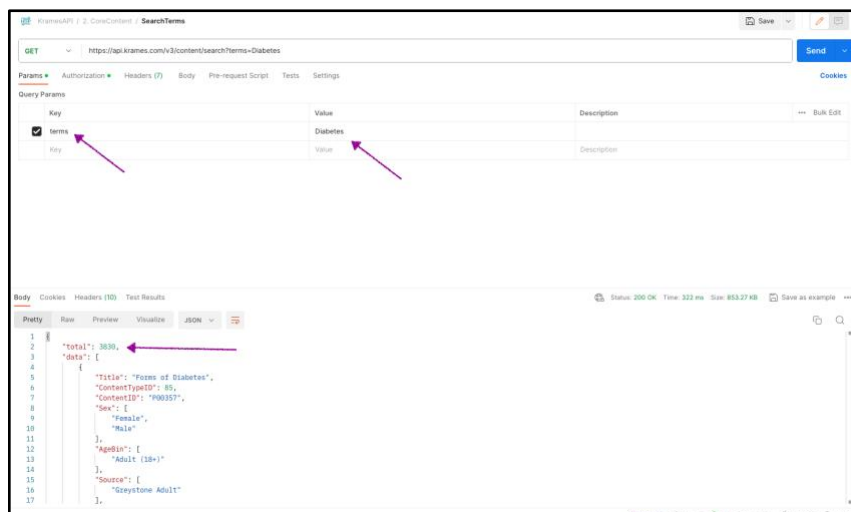 KramesAPI / 2. CoreContent / SearchTerms
Save
GET https://api.krames.com/v3/content/search?terms=Diabetes Send
Params Authorization Headers (7) Body Pre-request Script Tests Settings Cookies
Query Params
Key Value Description Bulk Edit
terms Diabetes
Key Value Description
Body Cookies Headers (10) Test Results Status: 200 OK Time: 322 ms Size: 853.27 KB Save as example
Pretty Raw Preview Visualize JSON
1 {
2 "total": 3830,
3 "data": [
4 {
5 "Title": "Forms of Diabetes",
6 "ContentTypeID": 85,
7 "ContentID": "P00357",
8 "Sex": [
9 "Female",
10 "Male"
11 ],
12 "AgeBin": [
13 "Adult (18+)"
14 ],
15 "Source": [
16 "Greystone Adult"
17 ],